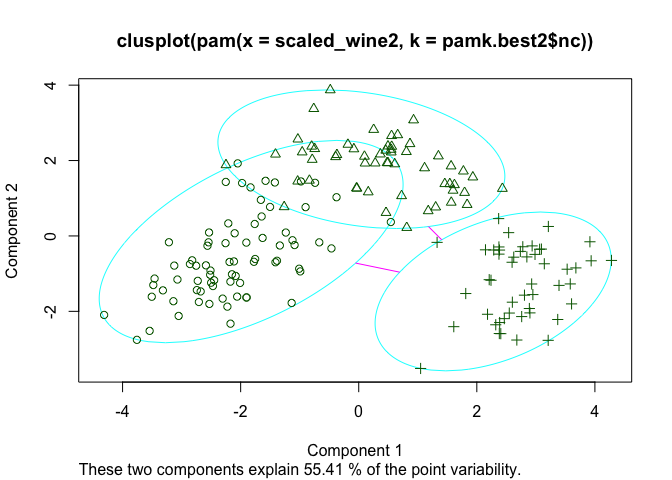 clusplot(pam(x = scaled_wine2, k = pamk.best2$nc))
4
2
0
-2
Component 2
-4
-2
0
2
4
Component 1
These two components explain 55.41 % of the point variability.